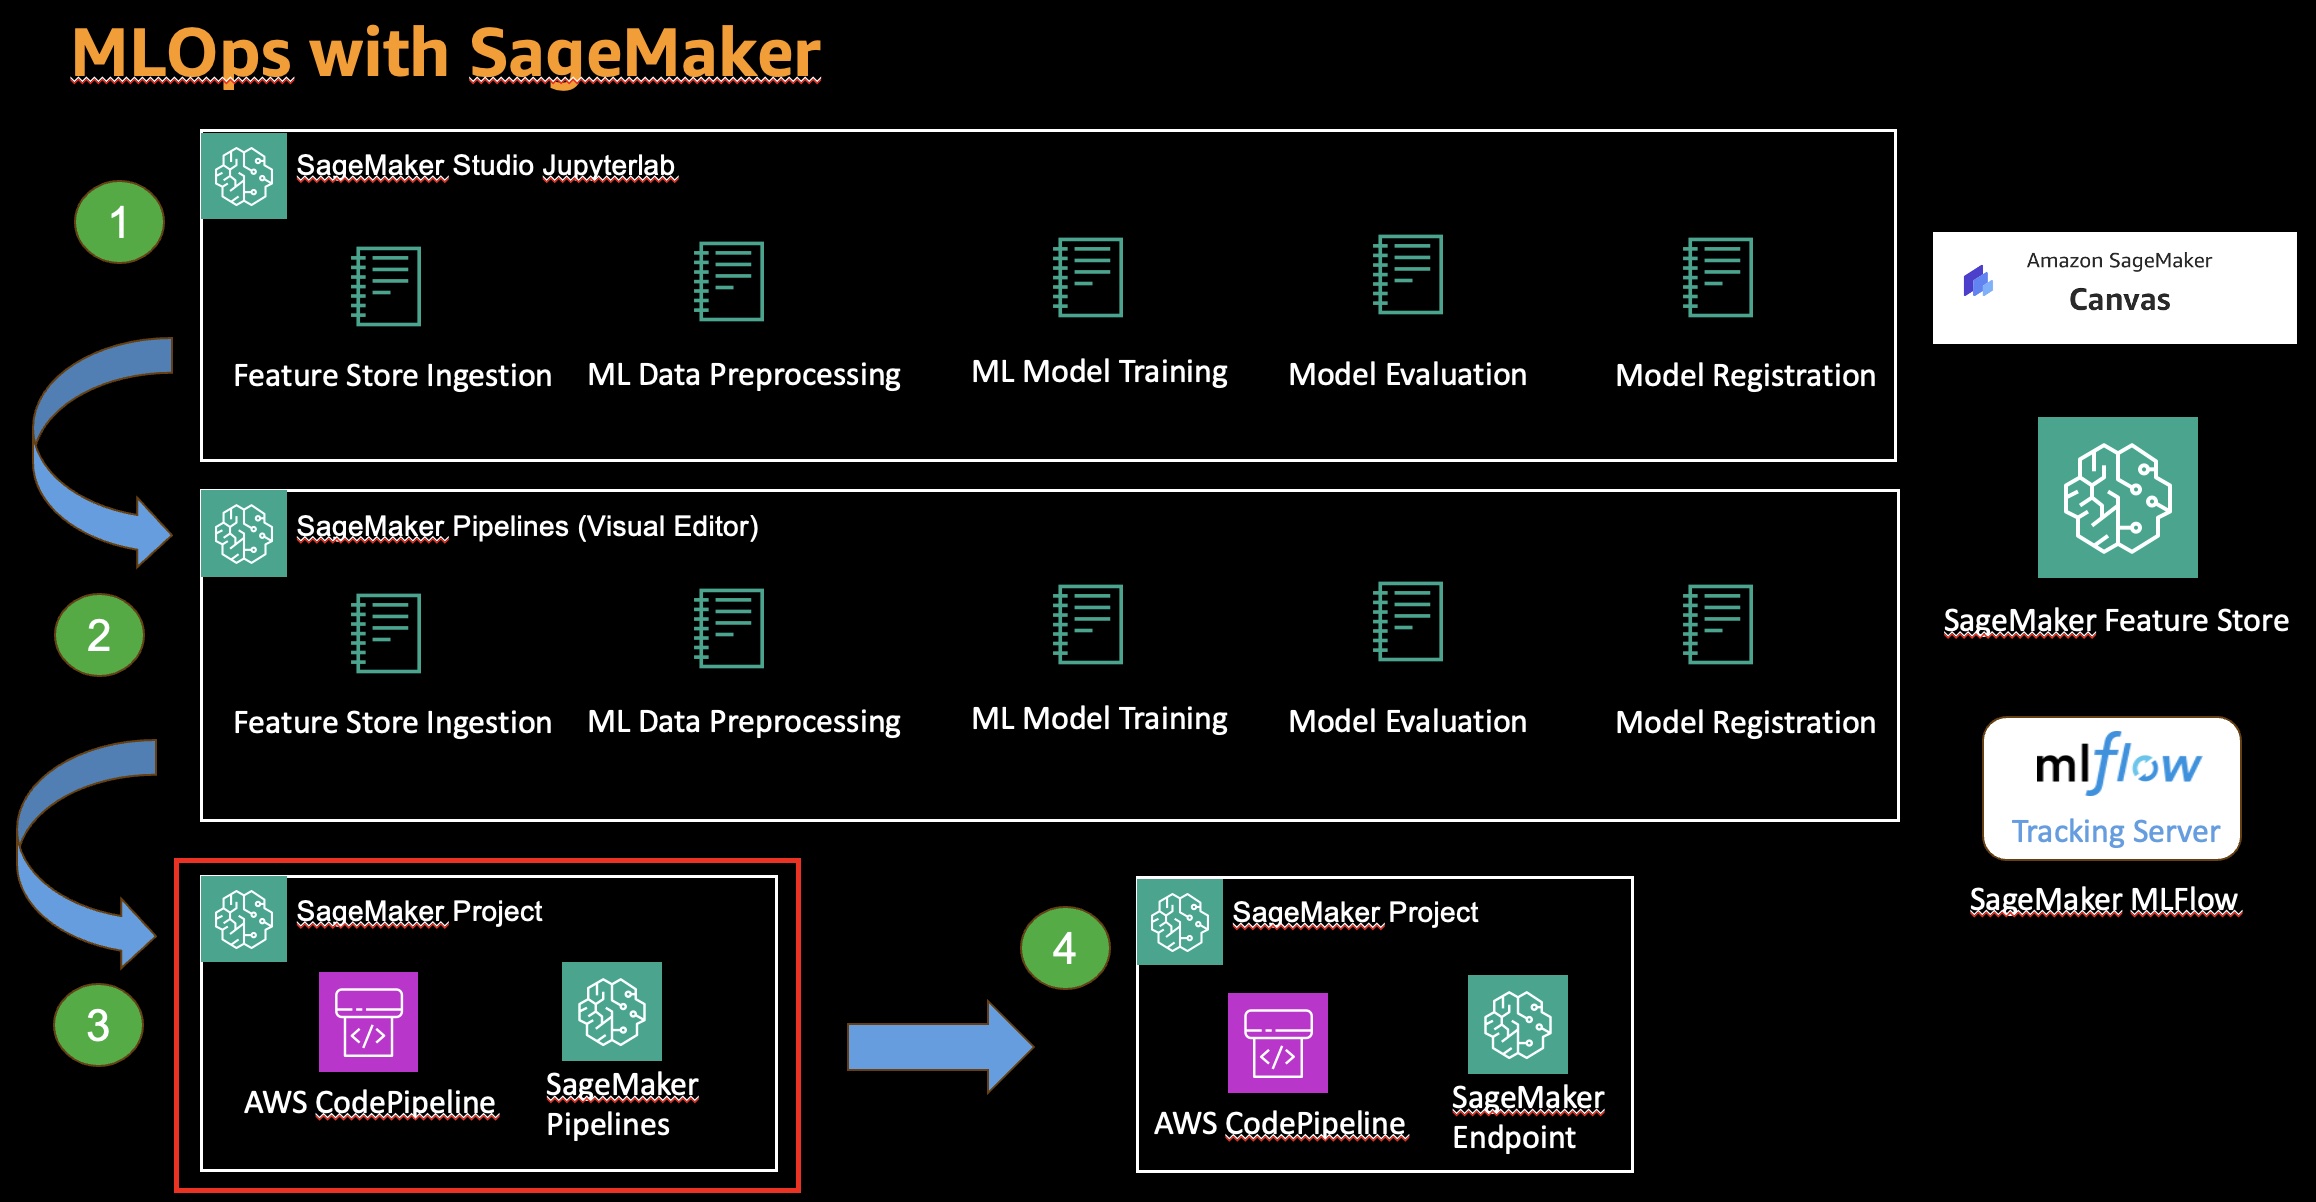 MLOps with SageMaker
1
SageMaker Studio Jupyterlab
Feature Store Ingestion
ML Data Preprocessing
ML Model Training
Model Evaluation
Model Registration
2
SageMaker Pipelines (Visual Editor)
Feature Store Ingestion
ML Data Preprocessing
ML Model Training
Model Evaluation
Model Registration
3
SageMaker Project
</>
AWS CodePipeline
SageMaker
Pipelines
4
SageMaker Project
</>
AWS CodePipeline
SageMaker
Endpoint
Amazon SageMaker
Canvas
SageMaker Feature Store
mlflow
Tracking Server
SageMaker MLFlow